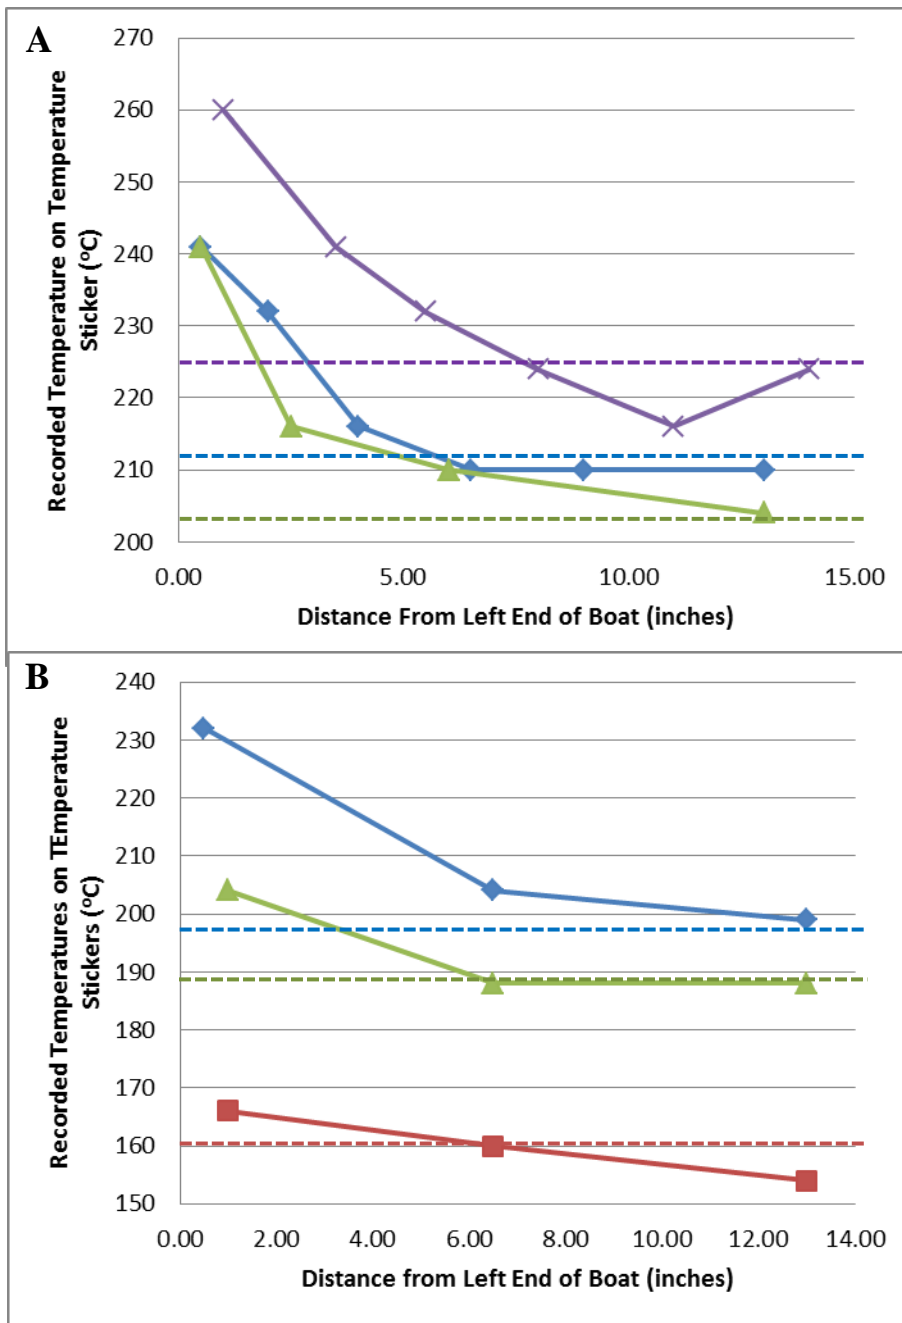 A
Recorded Temperature on Temperature
Sticker (°C)
270
260
250
240
230
220
210
200
0.00 5.00 10.00 15.00
Distance From Left End of Boat (inches)
B
Recorded Temperatures on TEmperature
Stickers (°C)
240
230
220
210
200
190
180
170
160
150
0.00 2.00 4.00 6.00 8.00 10.00 12.00 14.00
Distance from Left End of Boat (inches)